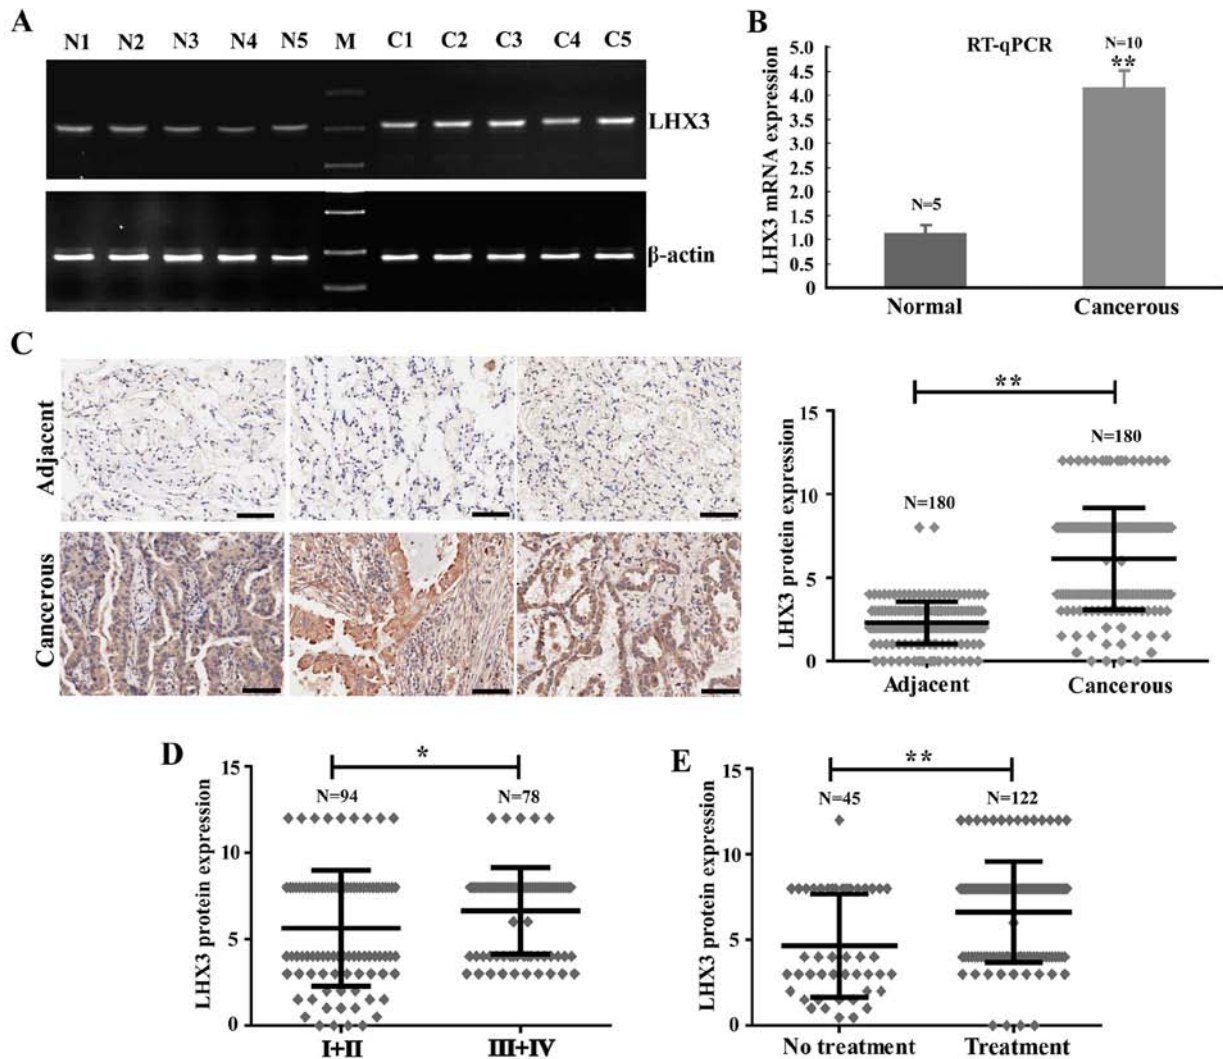 A
N1 N2 N3 N4 N5 M C1 C2 C3 C4 C5
LHX3
β-actin
B
RT-qPCR
LHX3 mRNA expression
5.0
4.5
4.0
3.5
3.0
2.5
2.0
1.5
1.0
0.5
0
N=5
N=10
**
Normal Cancerous
C
Adjacent
Cancerous
LHX3 protein expression
15
10
5
0
**
N=180
N=180
Adjacent Cancerous
D
LHX3 protein expression
15
10
5
0
*
N=94 N=78
I+II III+IV
E
LHX3 protein expression
15
10
5
0
**
N=45 N=122
No treatment Treatment